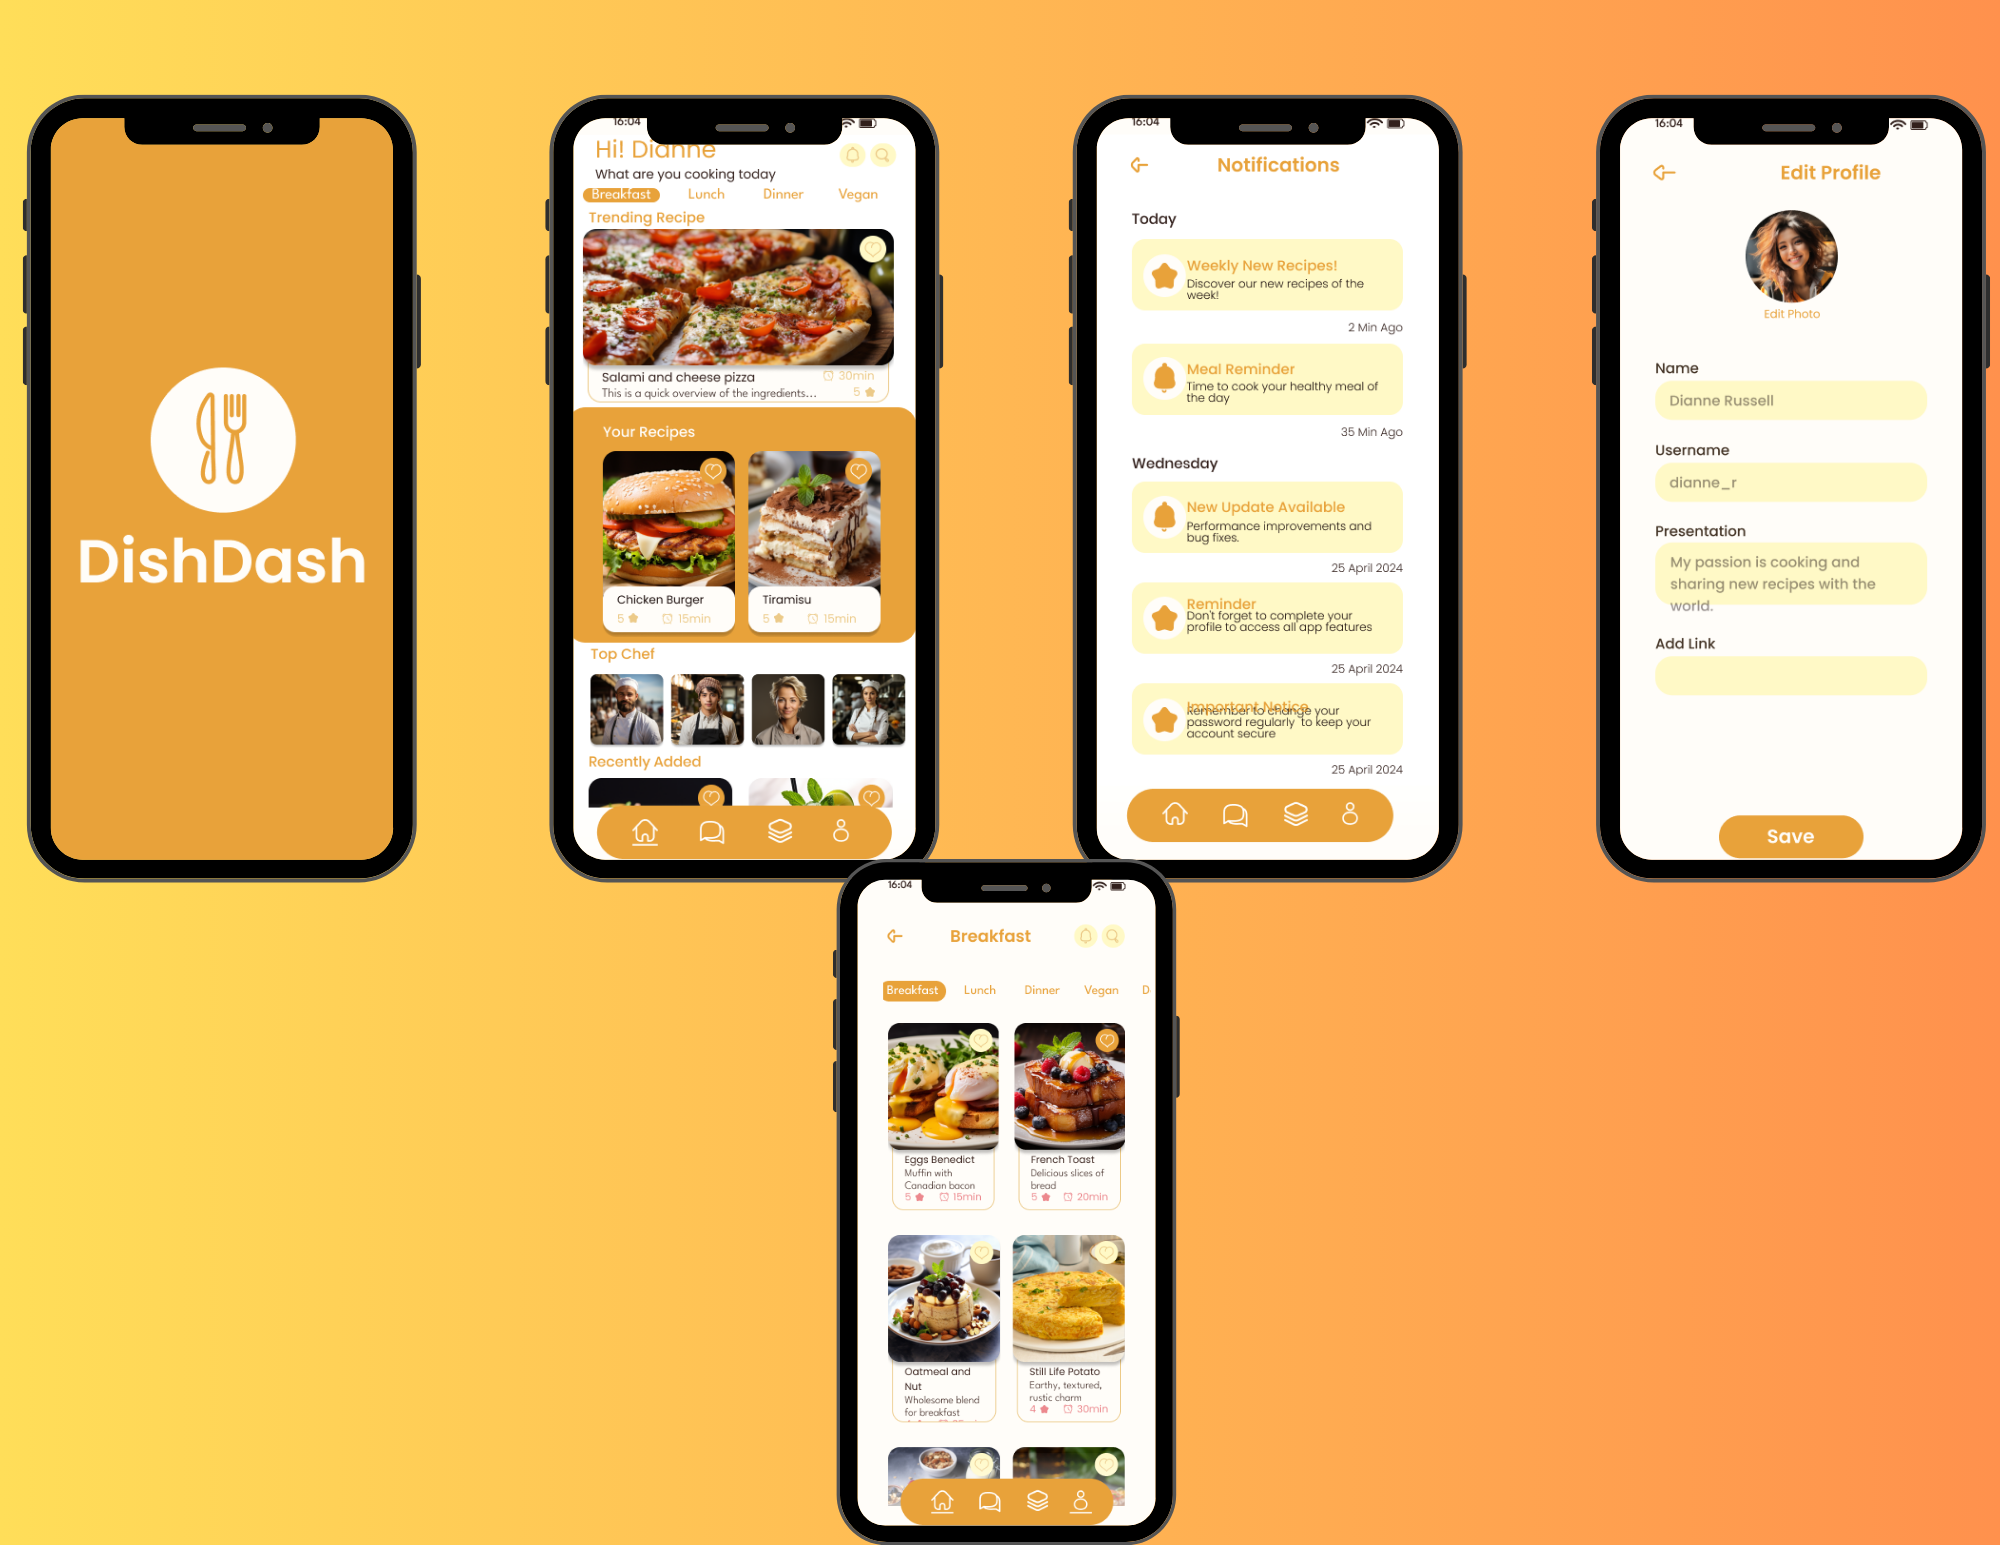 DishDash
16:04
Hi! Dianne
What are you cooking today
Breakfast Lunch Dinner Vegan
Trending Recipe
Salami and cheese pizza 30min
This is a quick overview of the ingredients... 5
Your Recipes
Chicken Burger
5 15min
Tiramisu
5 15min
Top Chef
Recently Added
16:04
Notifications
Today
Weekly New Recipes!
Discover our new recipes of the
week!
2 Min Ago
Meal Reminder
Time to cook your healthy meal of
the day
35 Min Ago
Wednesday
New Update Available
Performance improvements and
bug fixes.
25 April 2024
Reminder
Don't forget to complete your
profile to access all app features
25 April 2024
Important Notice
Remember to change your
password regularly to keep your
account secure
25 April 2024
16:04
Edit Profile
Edit Photo
Name
Dianne Russell
Username
dianne_r
Presentation
My passion is cooking and
sharing new recipes with the
world.
Add Link
Save
16:04
Breakfast
Breakfast Lunch Dinner Vegan D
Eggs Benedict
Muffin with
Canadian bacon
5 15min
French Toast
Delicious slices of
bread
5 20min
Oatmeal and
Nut
Wholesome blend
for breakfast
Still Life Potato
Earthy, textured,
rustic charm
4 30min